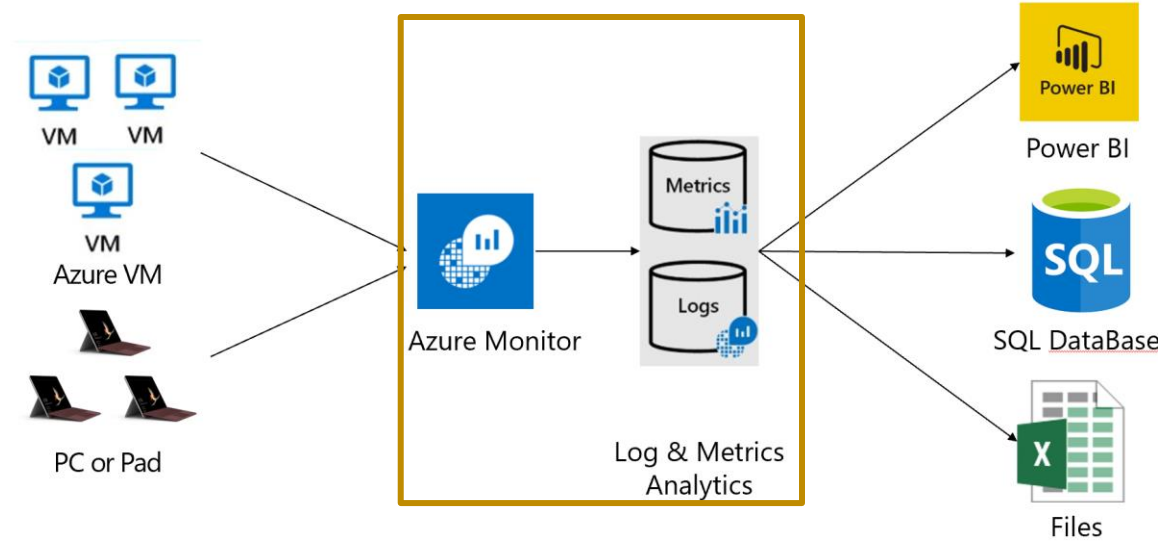 VM
VM
VM
Azure VM
PC or Pad
Azure Monitor
Metrics
Logs
Log & Metrics
Analytics
Power BI
Power BI
SQL
SQL DataBase
X
Files